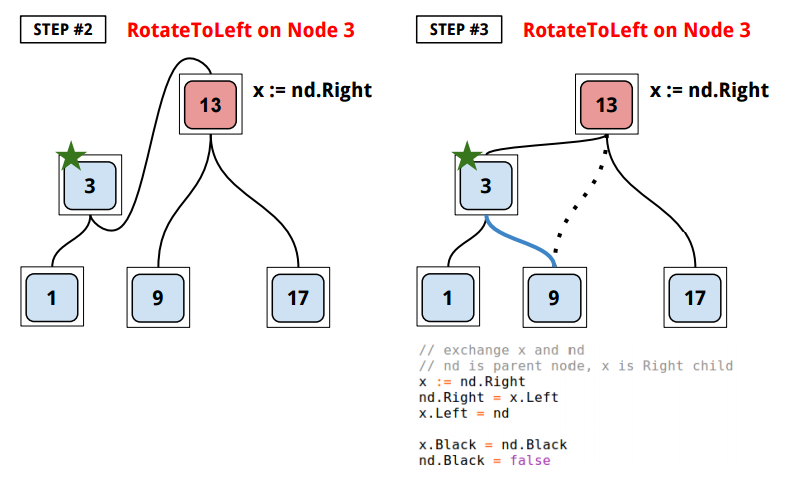 STEP #2
RotateToLeft on Node 3
13
x := nd.Right
3
1
9
17
STEP #3
RotateToLeft on Node 3
13
x := nd.Right
3
1
9
17
// exchange x and nd
// nd is parent node, x is Right child
x := nd.Right
nd.Right = x.Left
x.Left = nd
x.Black = nd.Black
nd.Black = false